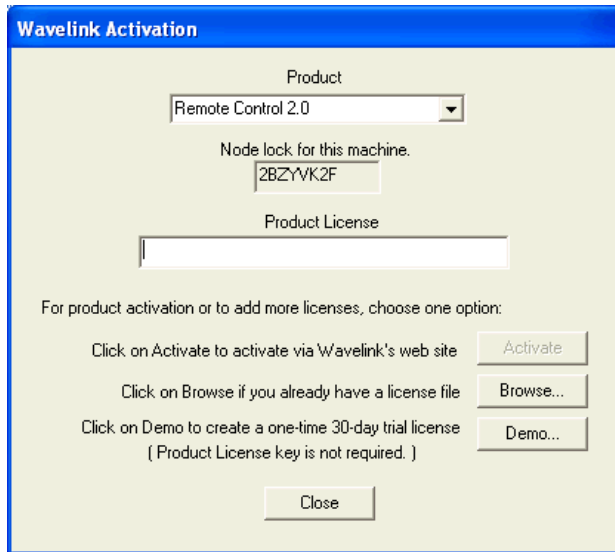 Wavelink Activation
Product
Remote Control 2.0
Node lock for this machine.
2BZYVK2F
Product License
For product activation or to add more licenses, choose one option:
Click on Activate to activate via Wavelink's web site
Activate
Click on Browse if you already have a license file
Browse...
Click on Demo to create a one-time 30-day trial license
( Product License key is not required. )
Demo...
Close